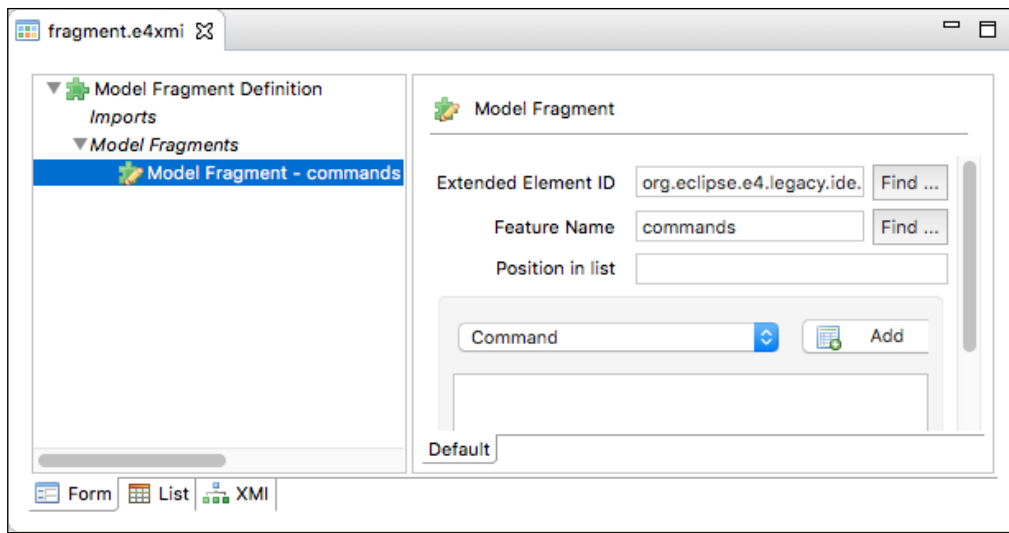 fragment.e4xmi
Model Fragment Definition
Imports
Model Fragments
Model Fragment - commands
Model Fragment
Extended Element ID org.eclipse.e4.legacy.ide. Find ...
Feature Name commands Find ...
Position in list
Command Add
Default
Form List XMI